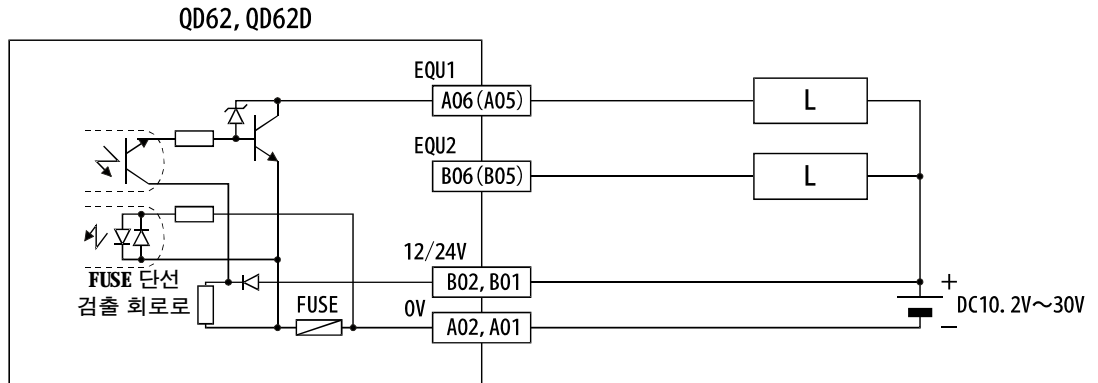 QD62, QD62D
EQU1
A06(A05)
L
EQU2
B06(B05)
L
12/24V
B02, B01
FUSE 단선
검출 회로로
FUSE
0V
A02, A01
+
DC10. 2V～30V
−